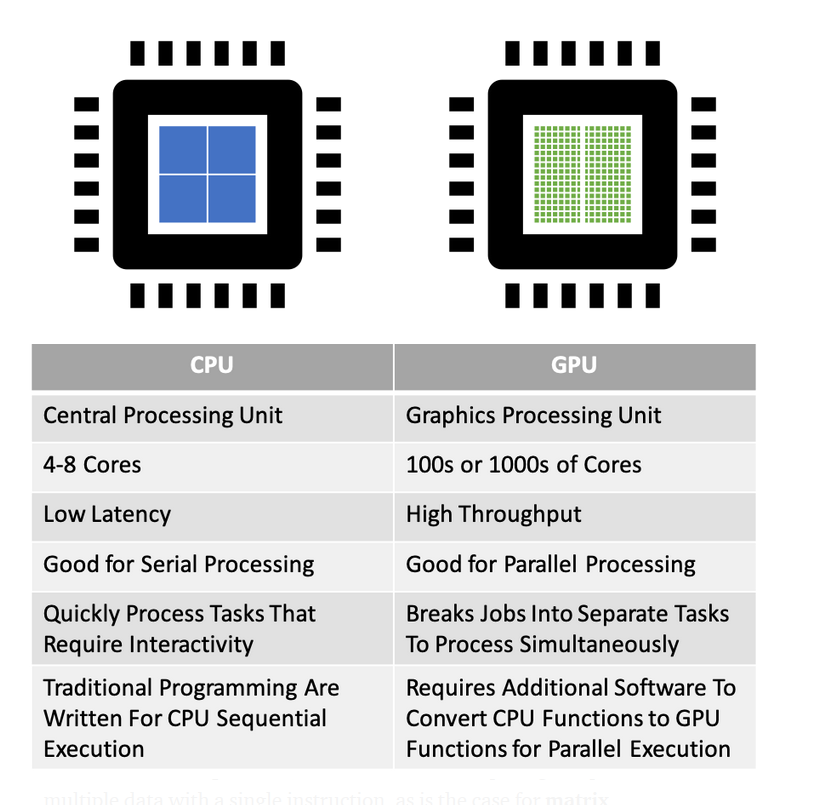 CPU
GPU
Central Processing Unit
Graphics Processing Unit
4-8 Cores
100s or 1000s of Cores
Low Latency
High Throughput
Good for Serial Processing
Good for Parallel Processing
Quickly Process Tasks That
Require Interactivity
Breaks Jobs Into Separate Tasks
To Process Simultaneously
Traditional Programming Are
Written For CPU Sequential
Execution
Requires Additional Software To
Convert CPU Functions to GPU
Functions for Parallel Execution
multiple data with a single instruction, as is the case for matrix